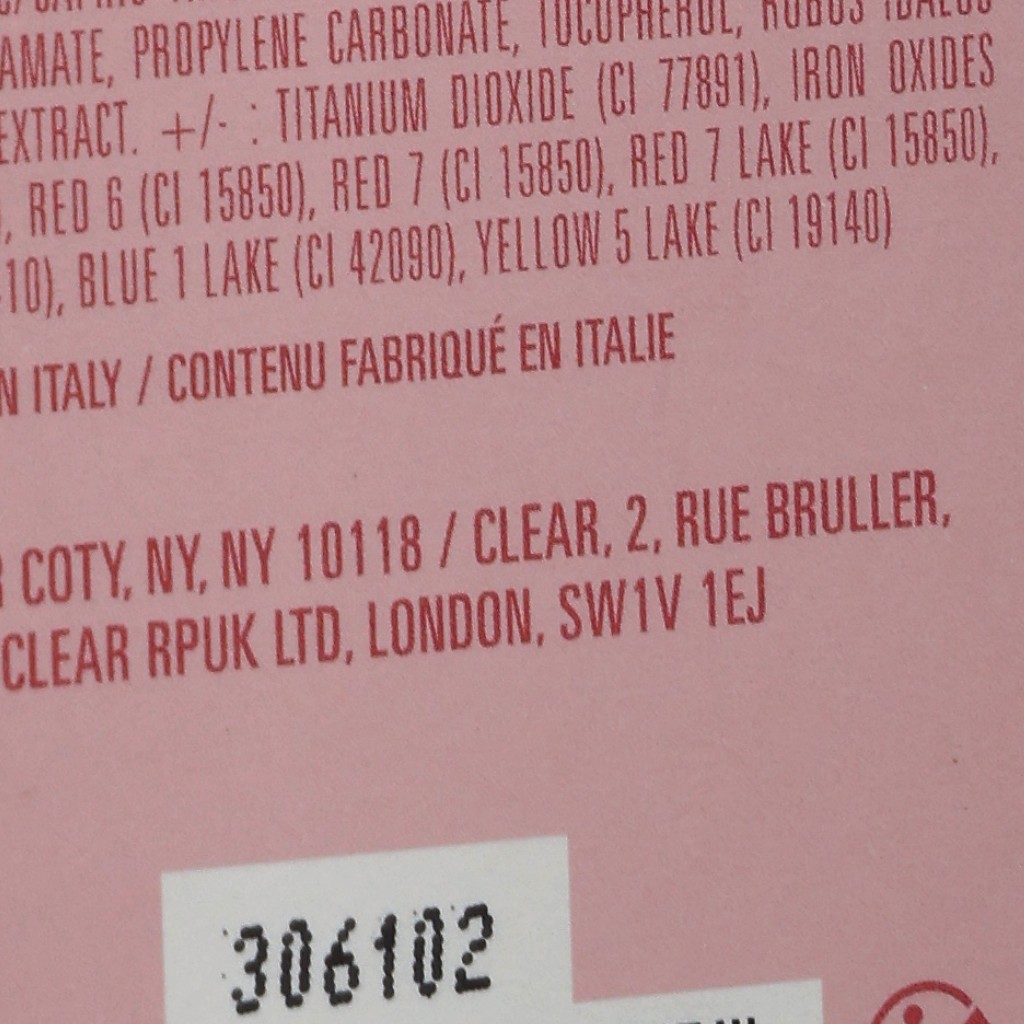 AMATE, PROPYLENE CARBONATE, TOCOPHEROL, RUBUS IDAEUS
EXTRACT. +/- : TITANIUM DIOXIDE (CI 77891), IRON OXIDES
), RED 6 (CI 15850), RED 7 (CI 15850), RED 7 LAKE (CI 15850),
10), BLUE 1 LAKE (CI 42090), YELLOW 5 LAKE (CI 19140)
N ITALY / CONTENU FABRIQUÉ EN ITALIE
R COTY, NY, NY 10118 / CLEAR, 2, RUE BRULLER,
CLEAR RPUK LTD, LONDON, SW1V 1EJ
306102